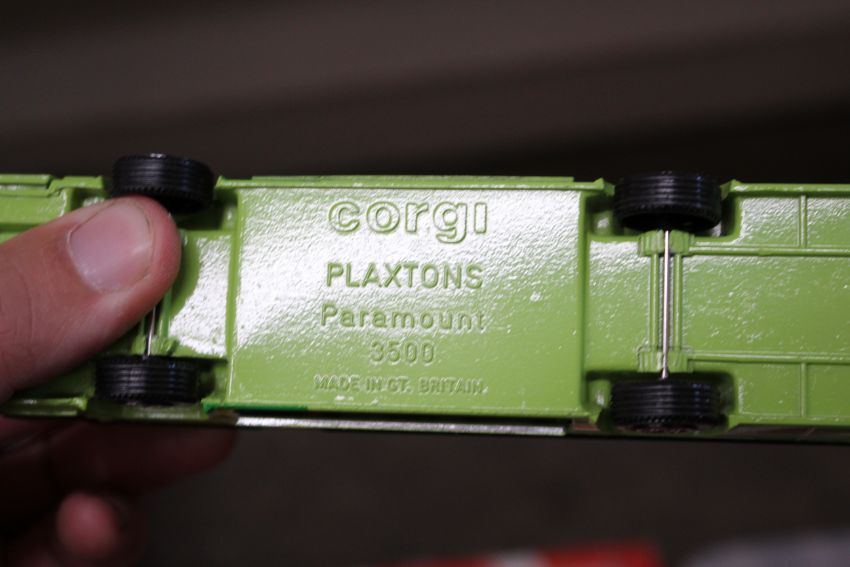 corgi
PLAXTONS
Paramount
3500
MADE IN GT. BRITAIN